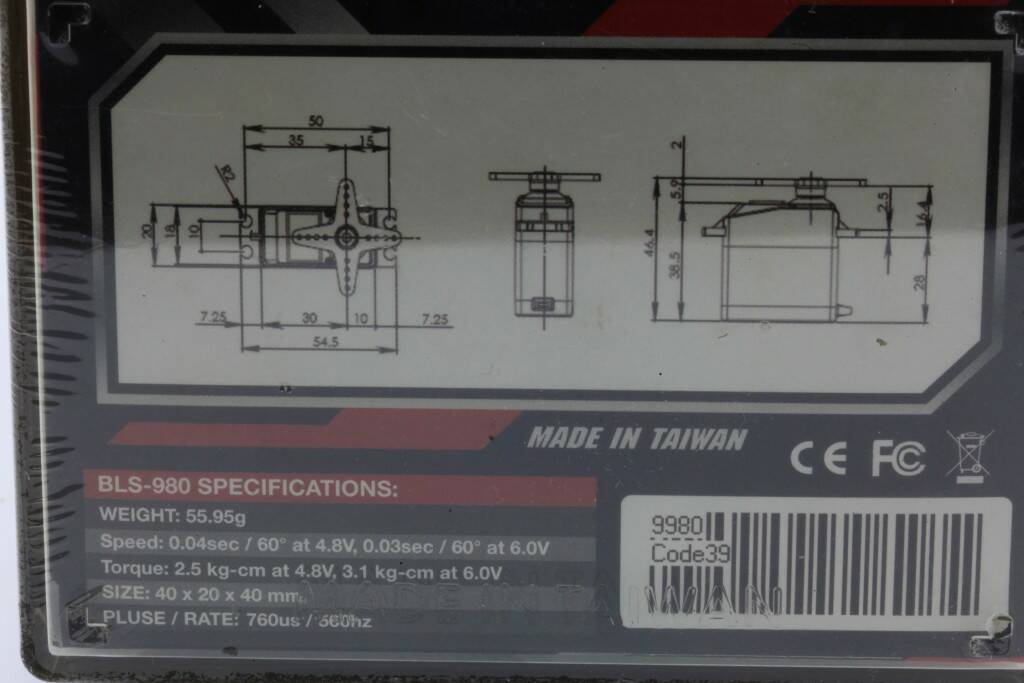 50
35 15
20 18 10
7.25 30 10 7.25
54.5
2
5.9
46.4 38.5
2.5 16.4
28
MADE IN TAIWAN
CE FC
BLS-980 SPECIFICATIONS:
WEIGHT: 55.95g
Speed: 0.04sec / 60° at 4.8V, 0.03sec / 60° at 6.0V
Torque: 2.5 kg-cm at 4.8V, 3.1 kg-cm at 6.0V
SIZE: 40 x 20 x 40 mm
PLUSE / RATE: 760us / 560hz
9980
Code39
MADE IN TAIWAN